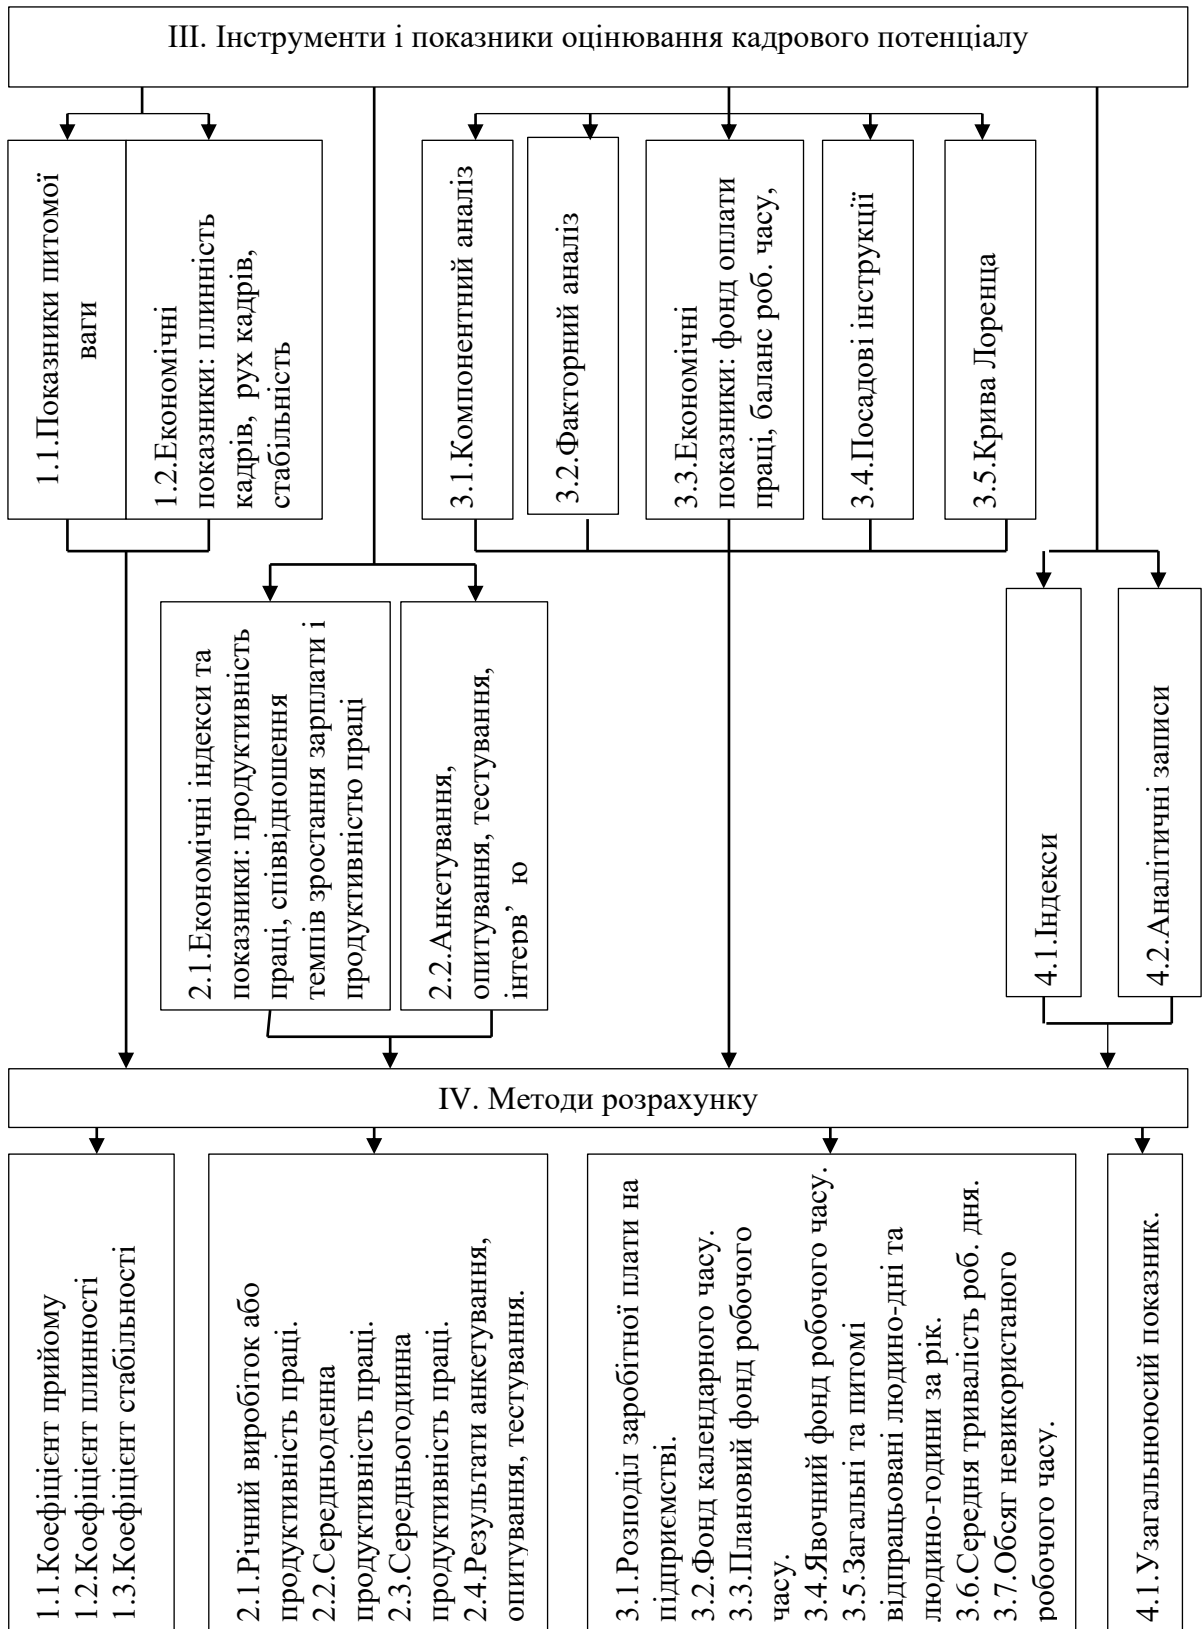 III. Інструменти і показники оцінювання кадрового потенціалу
1.1.Показники питомої
ваги
1.2.Економічні
показники: плинність
кадрів, рух кадрів,
стабільність
3.1.Компонентний аналіз
3.2.Факторний аналіз
3.3.Економічні
показники: фонд оплати
праці, баланс роб. часу,
3.4.Посадові інструкції
3.5.Крива Лоренца
2.1.Економічні індекси та
показники: продуктивність
праці, співвідношення
темпів зростання зарплати і
продуктивністю праці
2.2.Анкетування,
опитування, тестування,
інтерв’ ю
4.1.Індекси
4.2.Аналітичні записи
IV. Методи розрахунку
1.1.Коефіцієнт прийому
1.2.Коефіцієнт плинності
1.3.Коефіцієнт стабільності
2.1.Річний виробіток або
продуктивність праці.
2.2.Середньоденна
продуктивність праці.
2.3.Середньогодинна
продуктивність праці.
2.4.Результати анкетування,
опитування, тестування.
3.1.Розподіл заробітної плати на
підприємстві.
3.2.Фонд календарного часу.
3.3.Плановий фонд робочого
часу.
3.4.Явочний фонд робочого часу.
3.5.Загальні та питомі
відпрацьовані людино-дні та
людино-години за рік.
3.6.Середня тривалість роб. дня.
3.7.Обсяг невикористаного
робочого часу.
4.1.Узагальнюосий показник.